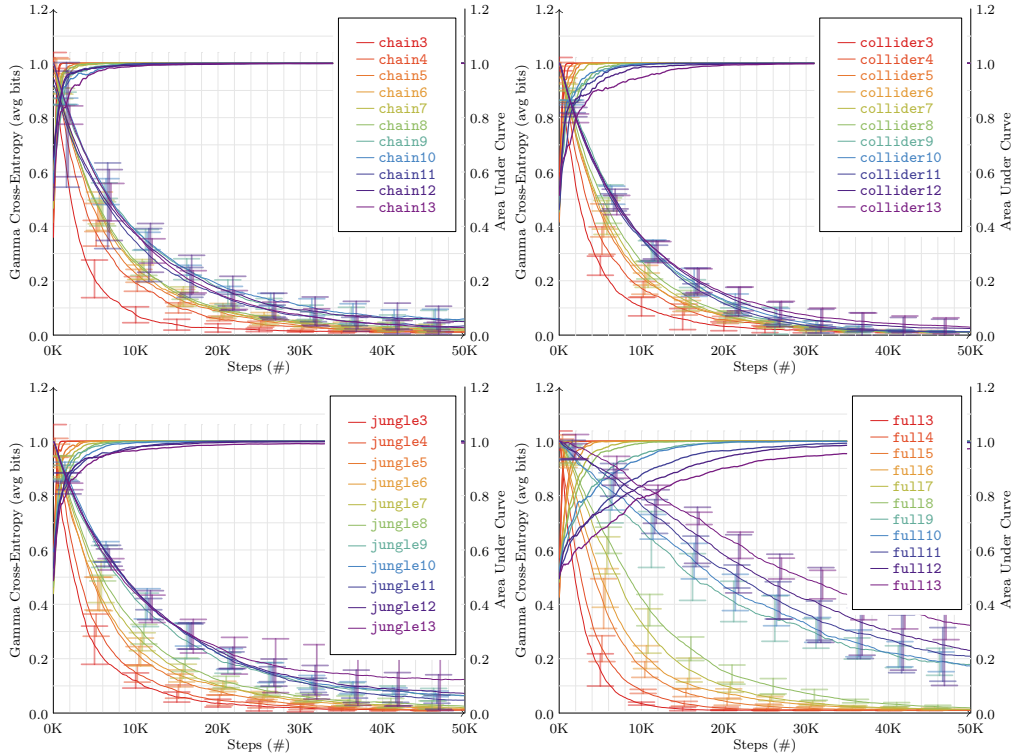 1.2
1.0
0.8
0.6
0.4
0.2
0.0
Gamma Cross-Entropy (avg bits)
0K
10K
20K
30K
40K
50K
Steps (#)
1.2
1.0
0.8
0.6
0.4
0.2
0.0
Area Under Curve
chain3
chain4
chain5
chain6
chain7
chain8
chain9
chain10
chain11
chain12
chain13
1.2
1.0
0.8
0.6
0.4
0.2
0.0
Gamma Cross-Entropy (avg bits)
0K
10K
20K
30K
40K
50K
Steps (#)
1.2
1.0
0.8
0.6
0.4
0.2
0.0
Area Under Curve
collider3
collider4
collider5
collider6
collider7
collider8
collider9
collider10
collider11
collider12
collider13
1.2
1.0
0.8
0.6
0.4
0.2
0.0
Gamma Cross-Entropy (avg bits)
0K
10K
20K
30K
40K
50K
Steps (#)
1.2
1.0
0.8
0.6
0.4
0.2
0.0
Area Under Curve
jungle3
jungle4
jungle5
jungle6
jungle7
jungle8
jungle9
jungle10
jungle11
jungle12
jungle13
1.2
1.0
0.8
0.6
0.4
0.2
0.0
Gamma Cross-Entropy (avg bits)
0K
10K
20K
30K
40K
50K
Steps (#)
1.2
1.0
0.8
0.6
0.4
0.2
0.0
Area Under Curve
full3
full4
full5
full6
full7
full8
full9
full10
full11
full12
full13